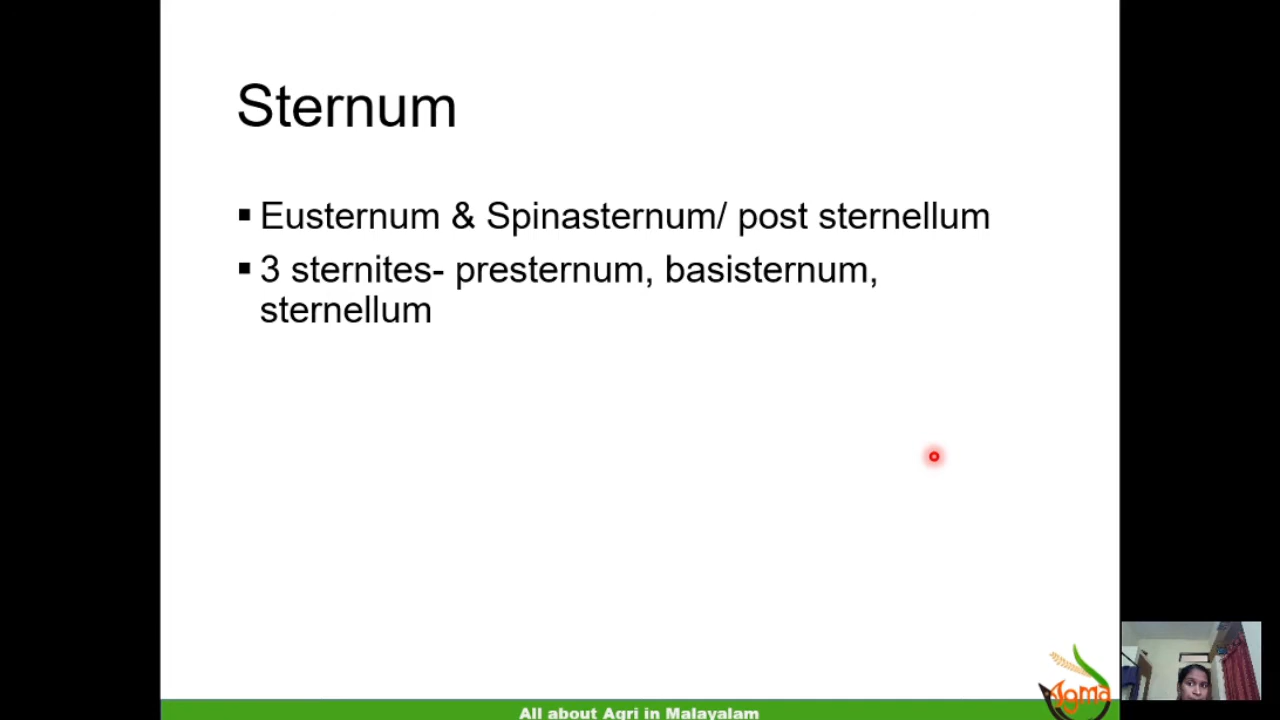 Sternum
▪ Eusternum & Spinasternum/ post sternellum
▪ 3 sternites- presternum, basisternum,
sternellum
All about Agri in Malayalam